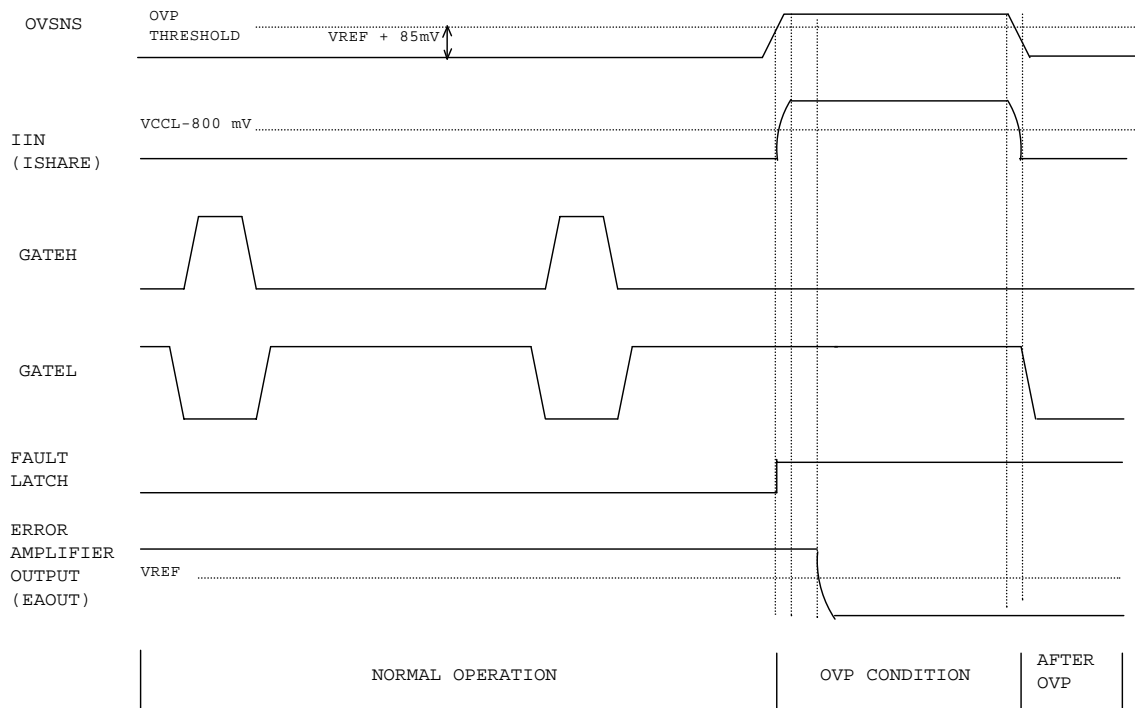 OVSNS
OVP
THRESHOLD
VREF + 85mV
VCCL-800 mV
IIN
(ISHARE)
GATEH
GATEL
FAULT
LATCH
ERROR
AMPLIFIER
OUTPUT
(EAOUT)
VREF
NORMAL OPERATION
OVP CONDITION
AFTER
OVP